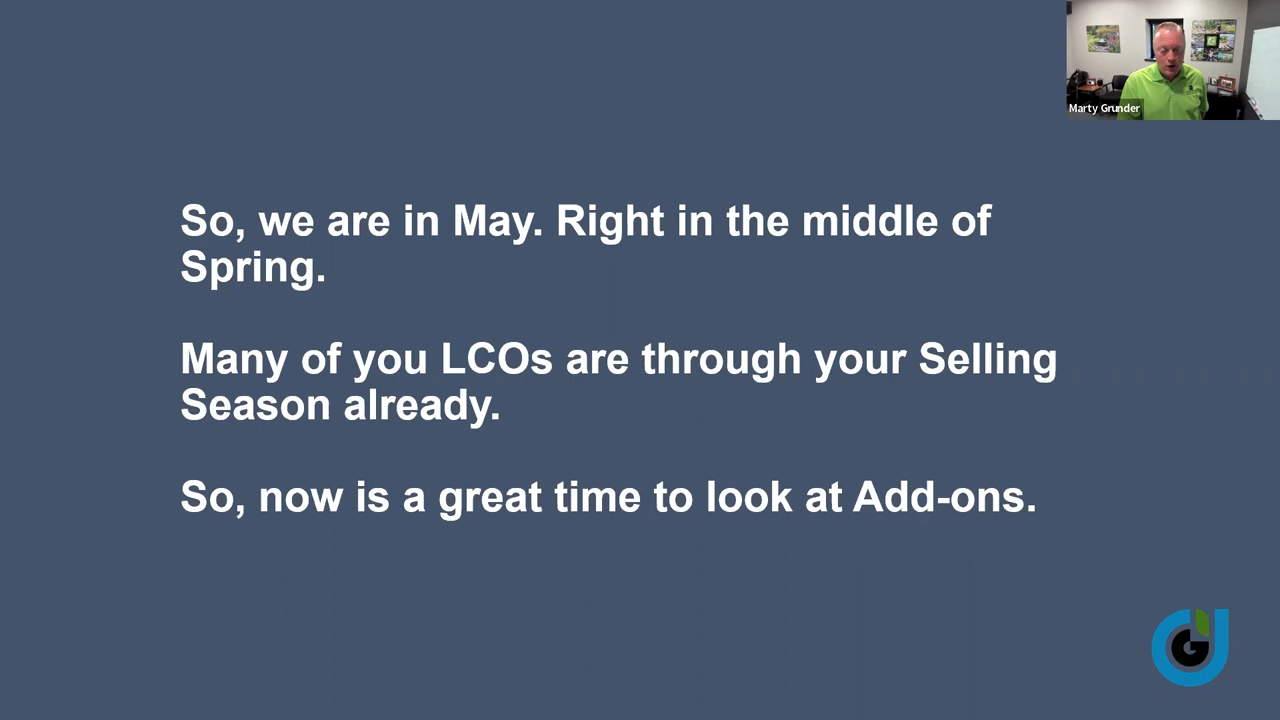 Marty Grunder
So, we are in May. Right in the middle of
Spring.
Many of you LCOs are through your Selling
Season already.
So, now is a great time to look at Add-ons.
G